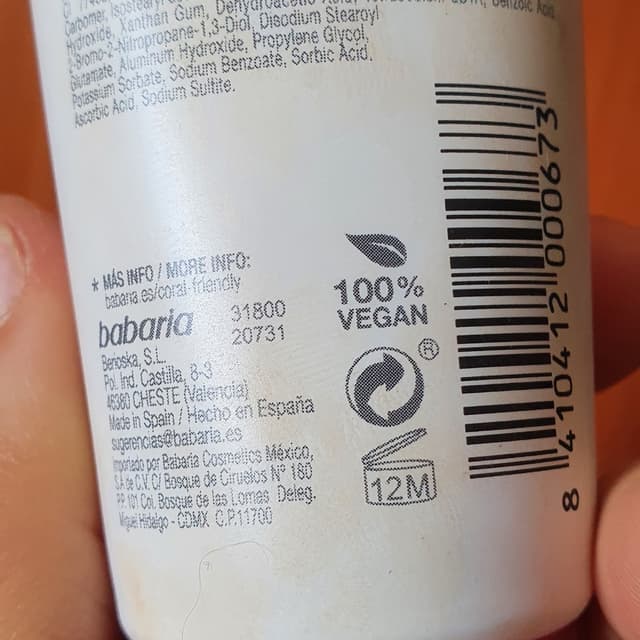 Carbomer, Isostearyl
Hydroxide, Xanthan Gum, Dehydroacetic Benzoic Acid,
2-Bromo-2-Nitropropane-1,3-Diol, Disodium Stearoyl
Glutamate, Aluminum Hydroxide, Propylene Glycol,
Potassium Sorbate, Sodium Benzoate, Sorbic Acid,
Ascorbic Acid, Sodium Sulfite.
* MÁS INFO / MORE INFO:
babaria.es/coral-friendly
babaria
31800
20731
Berioska, S.L.
Pol. Ind. Castilla, 8-3
46380 CHESTE (Valencia)
Made in Spain / Hecho en España
sugerencias@babaria.es
Importado por Babaria Cosmetics México,
S.A de C.V. C/ Bosque de Ciruelos Nº 180
P.P. 101 Col. Bosque de las Lomas Deleg.
Miguel Hidalgo - CDMX C.P.11700
100%
VEGAN
®
12M
8 410412 000673